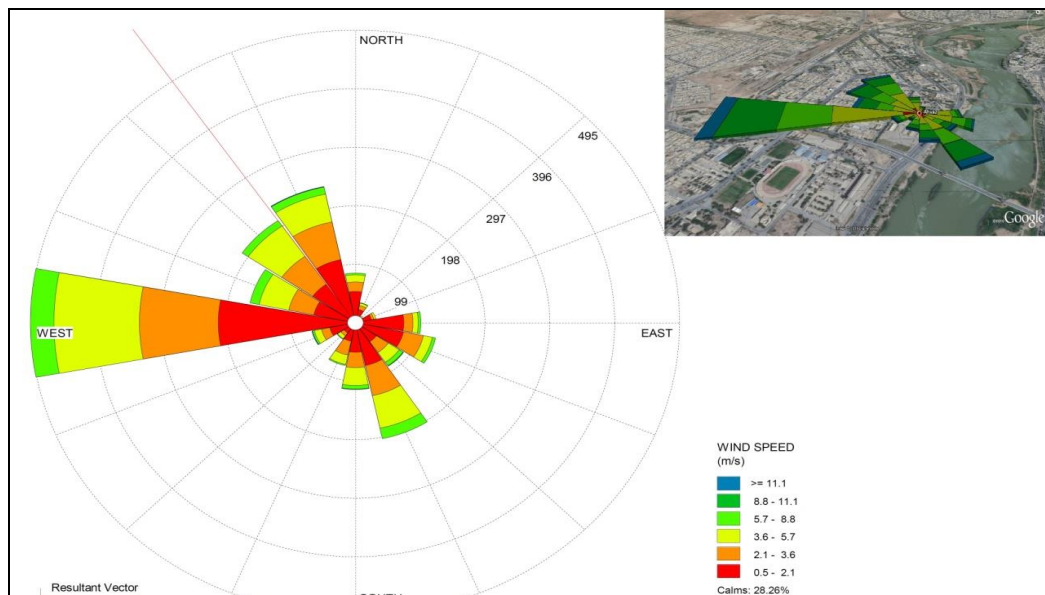 NORTH
495
396
297
198
99
WEST
EAST
WIND SPEED
(m/s)
>= 11.1
8.8 - 11.1
5.7 - 8.8
3.6 - 5.7
2.1 - 3.6
0.5 - 2.1
Calms: 28.26%
Resultant Vector
SOUTH
Google